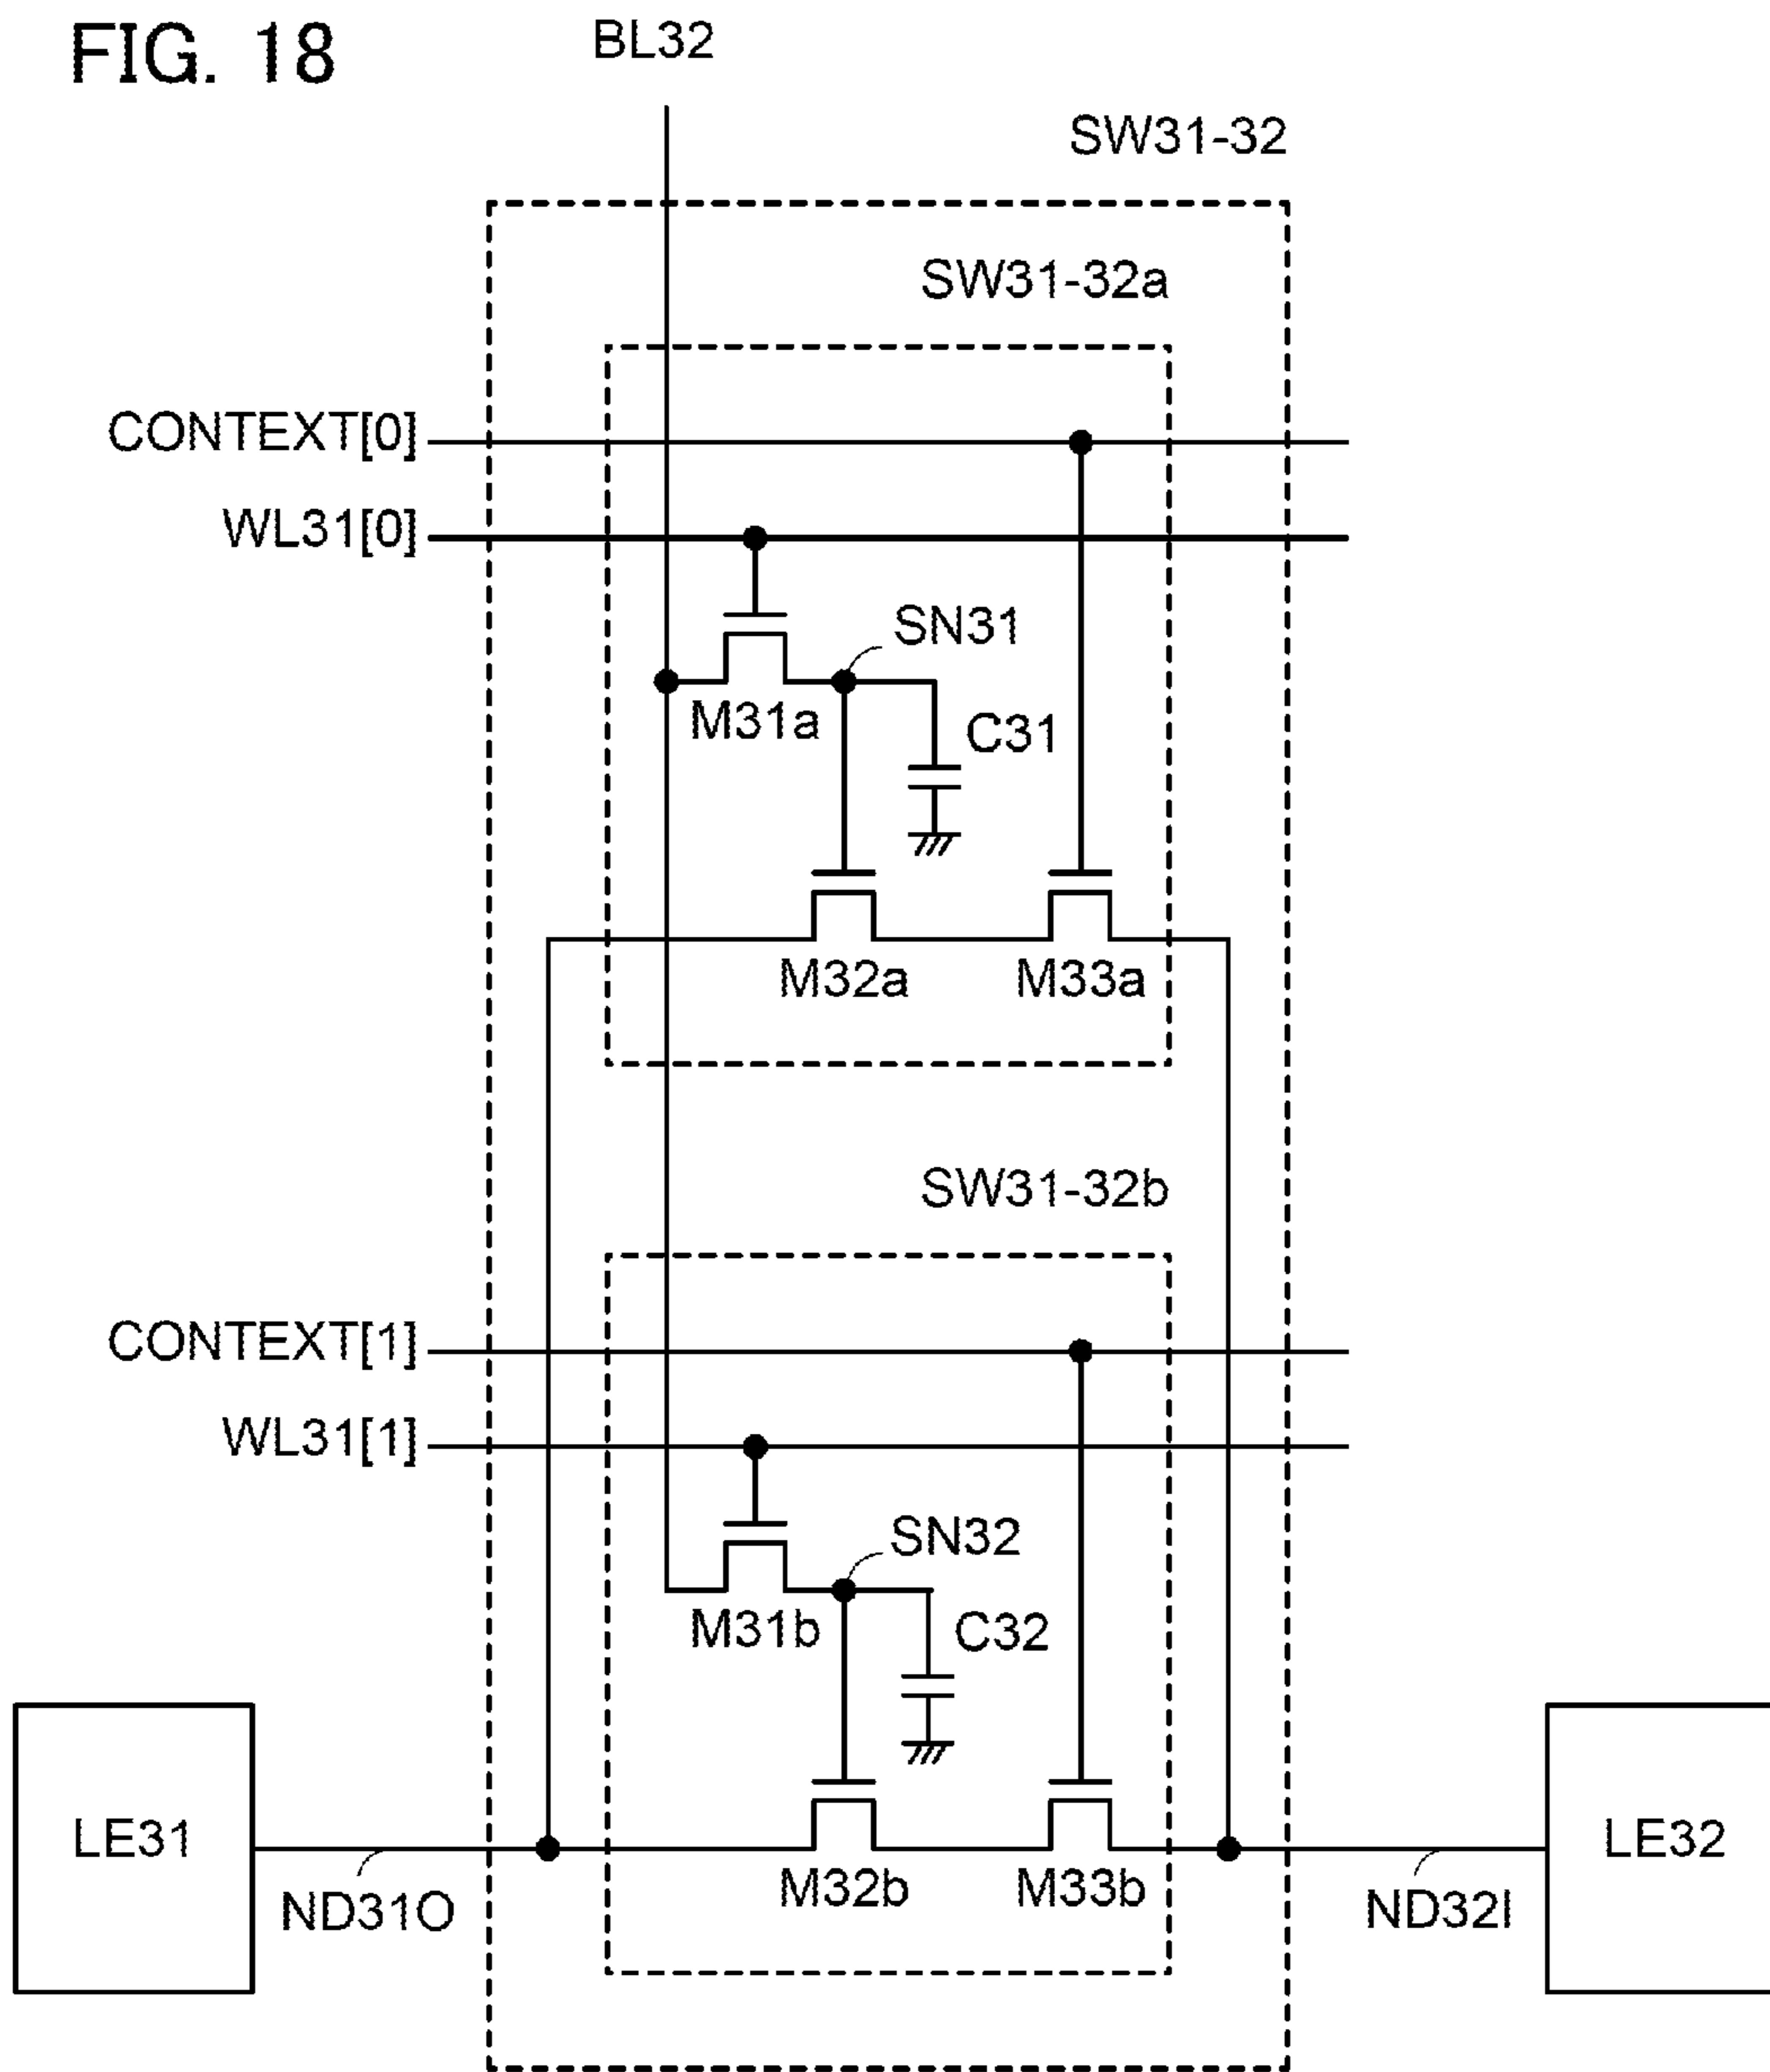 FIG. 18
BL32
SW31-32
SW31-32a
CONTEXT[0]
WL31[0]
SN31
M31a
C31
M32a
M33a
SW31-32b
CONTEXT[1]
WL31[1]
SN32
M31b
C32
LE31
LE32
M32b
M33b
ND31O
ND32I